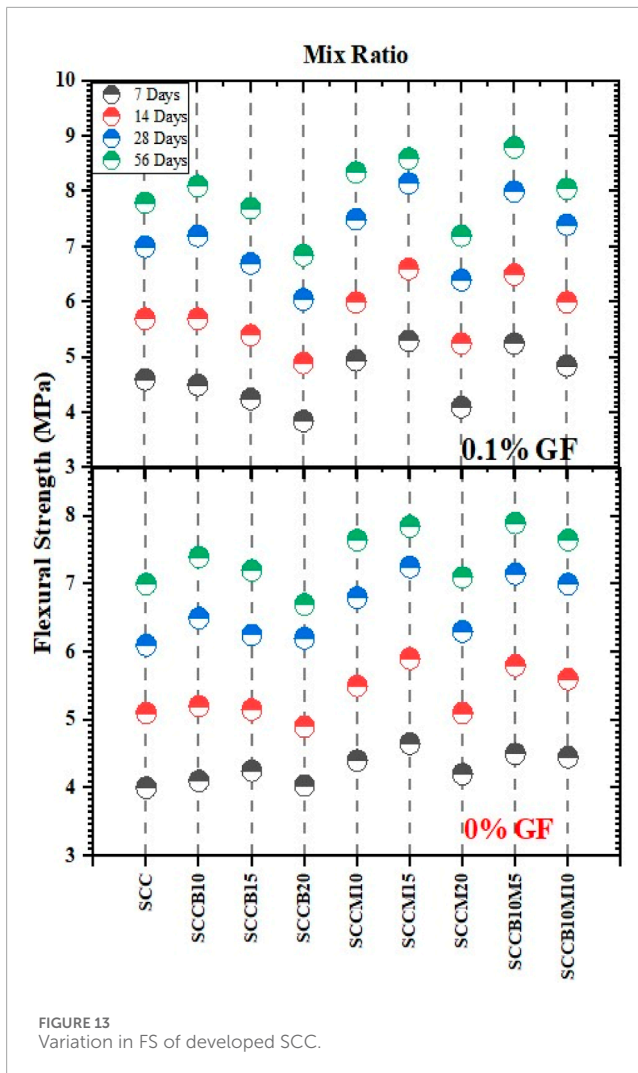 Mix Ratio
10
7 Days
14 Days
28 Days
56 Days
9
8
7
6
5
4
3
0.1% GF
Flexural Strength (MPa)
8
7
6
5
4
3
0% GF
SCC
SCCB10
SCCB15
SCCB20
SCCM10
SCCM15
SCCM20
SCCB10M5
SCCB10M10
FIGURE 13
Variation in FS of developed SCC.